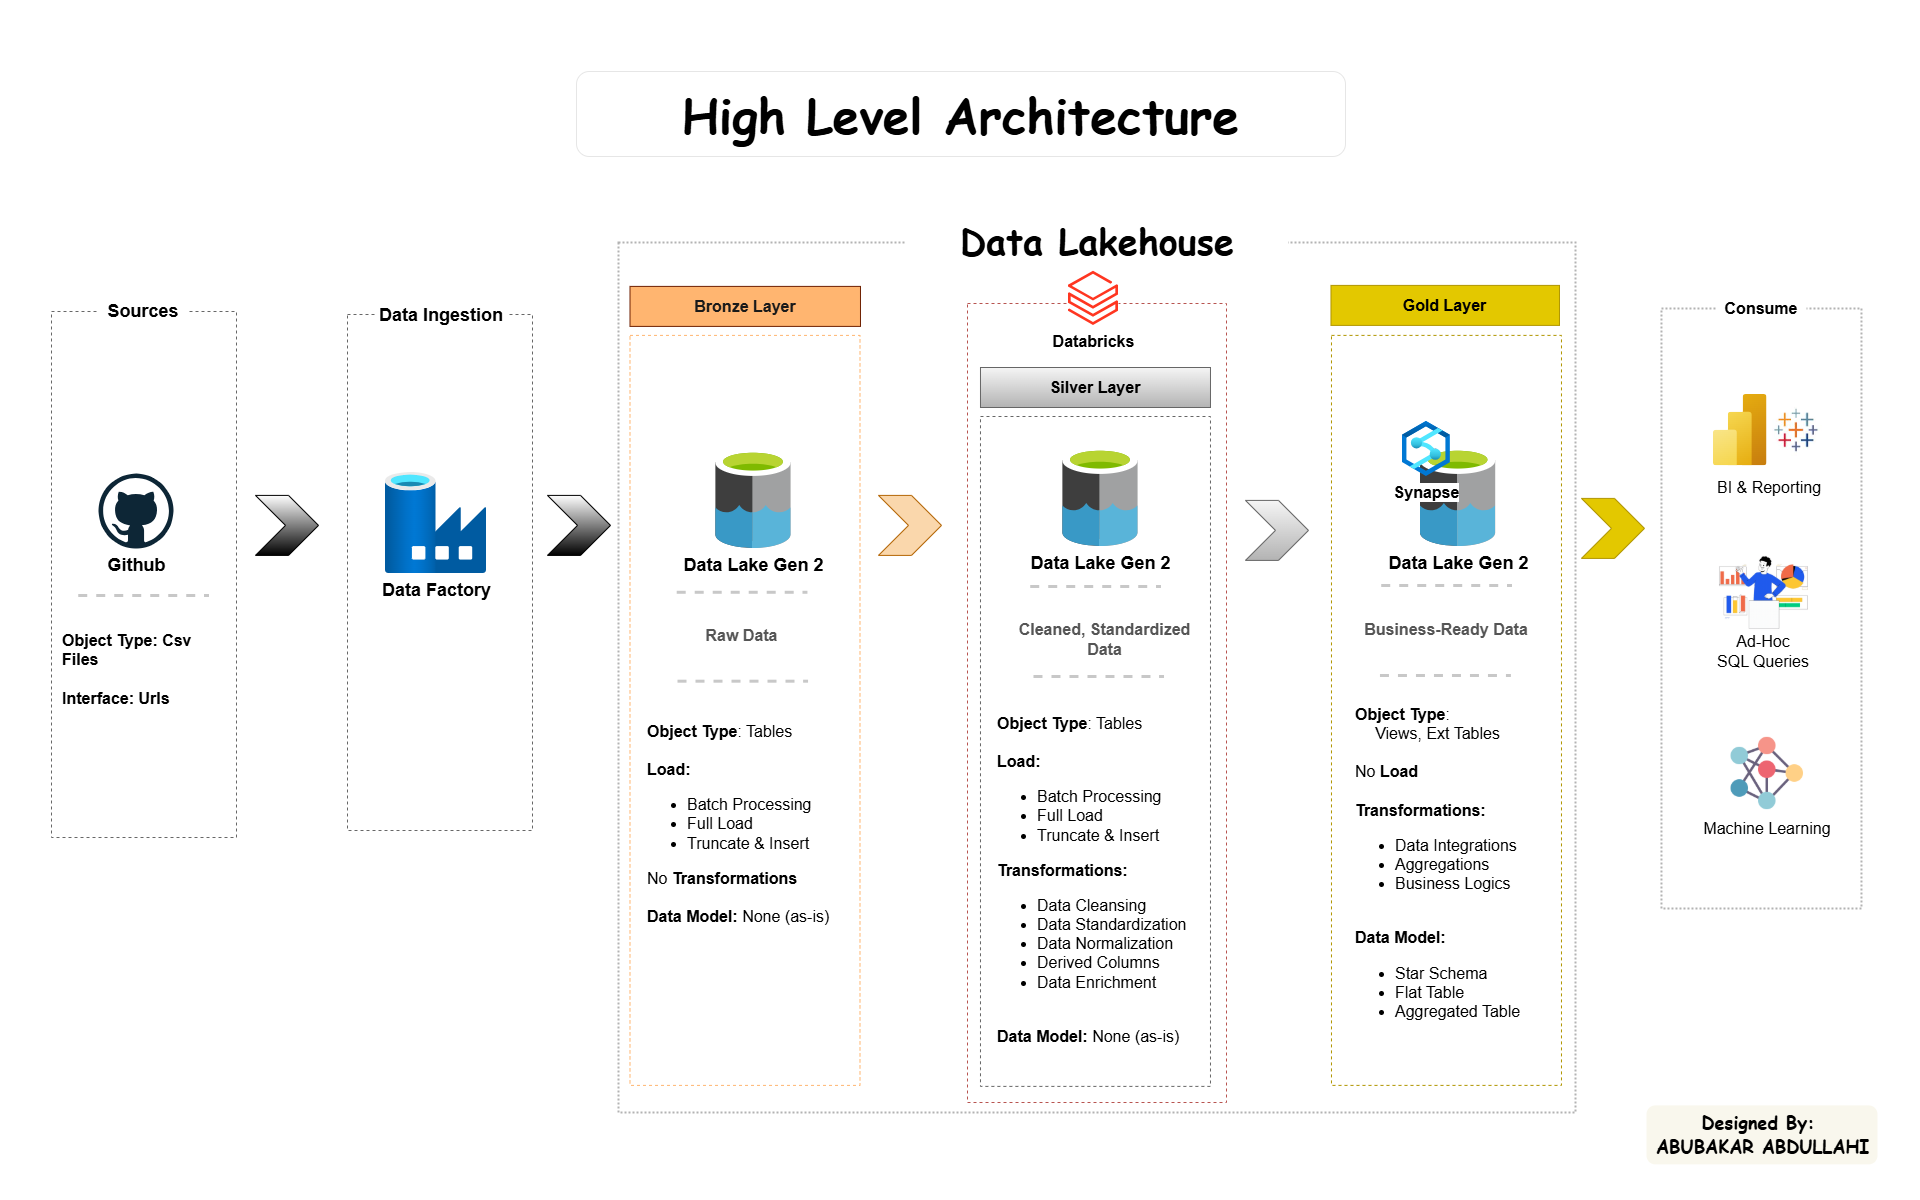 High Level Architecture
Data Lakehouse
Sources
Github
Object Type: Csv
Files
Interface: Urls
Data Ingestion
Data Factory
Bronze Layer
Data Lake Gen 2
Raw Data
Object Type: Tables
Load:
• Batch Processing
• Full Load
• Truncate & Insert
No Transformations
Data Model: None (as-is)
Databricks
Silver Layer
Data Lake Gen 2
Cleaned, Standardized
Data
Object Type: Tables
Load:
• Batch Processing
• Full Load
• Truncate & Insert
Transformations:
• Data Cleansing
• Data Standardization
• Data Normalization
• Derived Columns
• Data Enrichment
Data Model: None (as-is)
Gold Layer
Synapse
Data Lake Gen 2
Business-Ready Data
Object Type:
Views, Ext Tables
No Load
Transformations:
• Data Integrations
• Aggregations
• Business Logics
Data Model:
• Star Schema
• Flat Table
• Aggregated Table
Consume
BI & Reporting
Ad-Hoc
SQL Queries
Machine Learning
Designed By:
ABUBAKAR ABDULLAHI